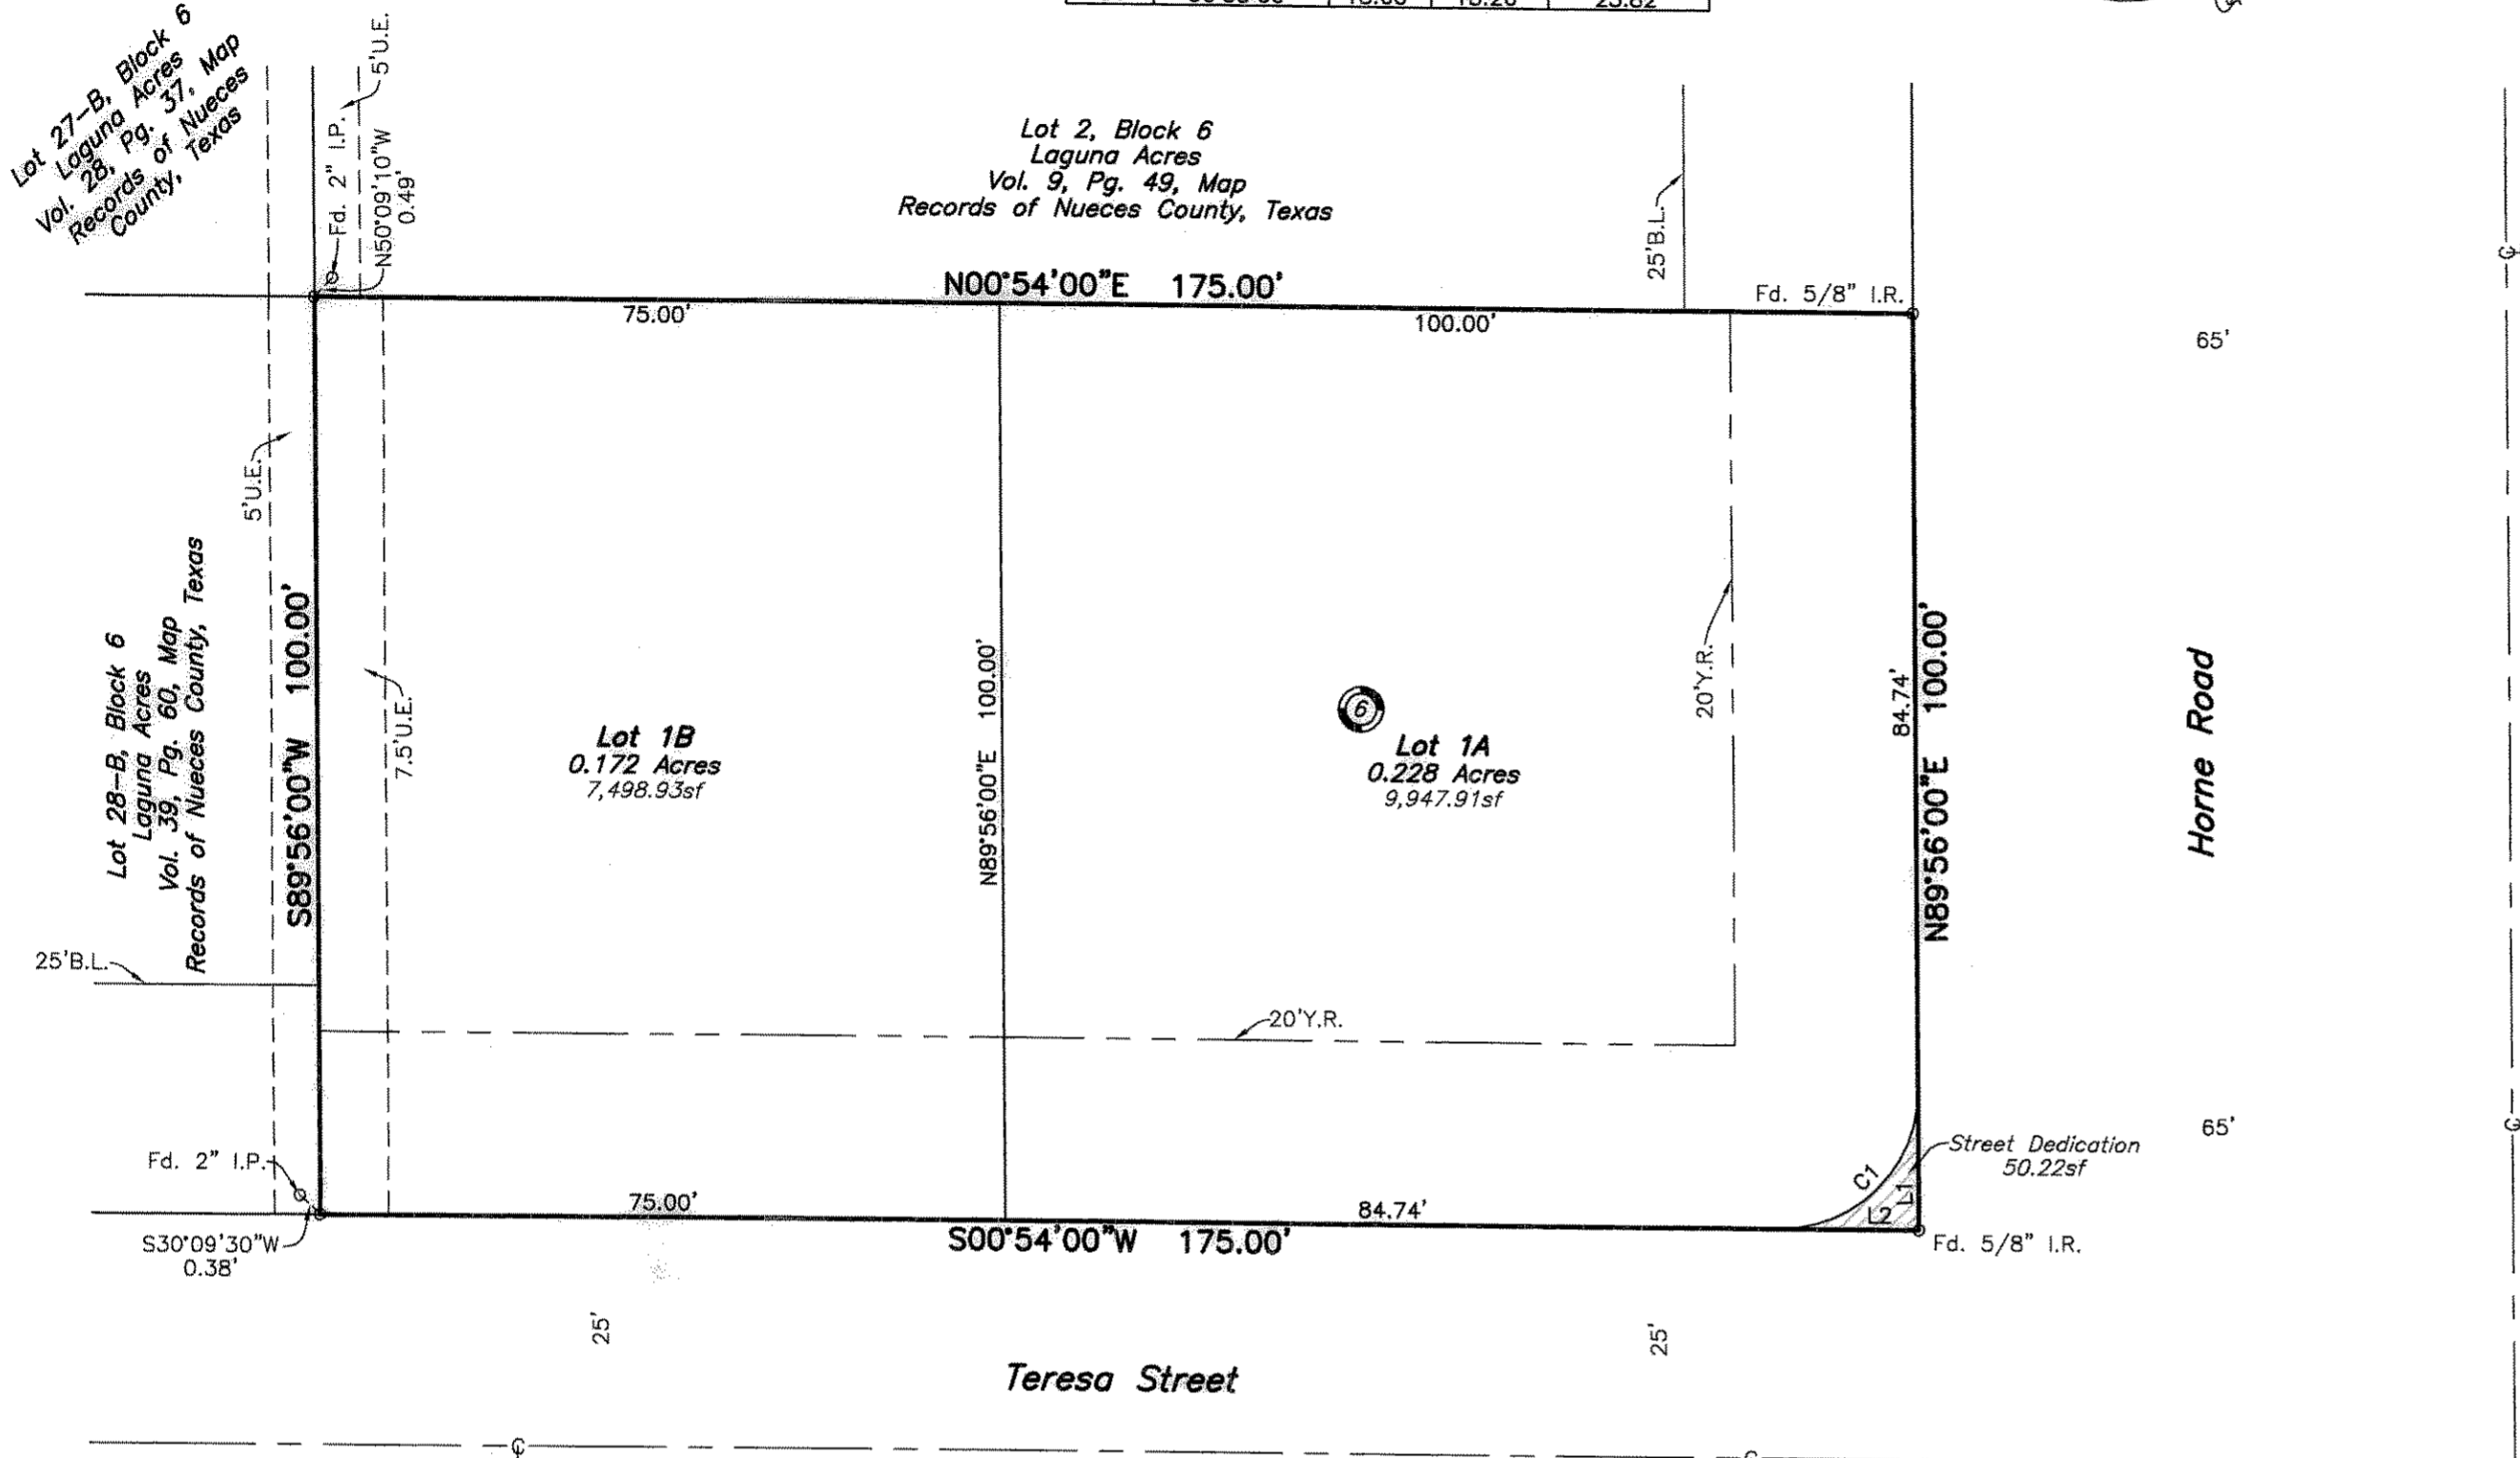 Lot 27-B, Block 6
Laguna Acres
Vol. 28, Pg. 37, Map
Records of Nueces
County, Texas
5'U.E.
Fd. 2" I.P.
N50°09'10"W
0.49'
Lot 2, Block 6
Laguna Acres
Vol. 9, Pg. 49, Map
Records of Nueces County, Texas
25'B.L.
N00°54'00"E 175.00'
Fd. 5/8" I.R.
75.00'
100.00'
65'
5'U.E.
Lot 28-B, Block 6
Laguna Acres
Vol. 39, Pg. 60, Map
Records of Nueces County, Texas
S89°56'00"W 100.00'
7.5'U.E.
Lot 1B
0.172 Acres
7,498.93sf
N89°56'00"E 100.00'
6
Lot 1A
0.228 Acres
9,947.91sf
20'Y.R.
84.74'
N89°56'00"E 100.00'
Horne Road
25'B.L.
20'Y.R.
65'
Fd. 2" I.P.
Street Dedication
50.22sf
C1
L1
L2
75.00'
84.74'
S30°09'30"W
0.38'
S00°54'00"W 175.00'
Fd. 5/8" I.R.
25'
25'
Teresa Street